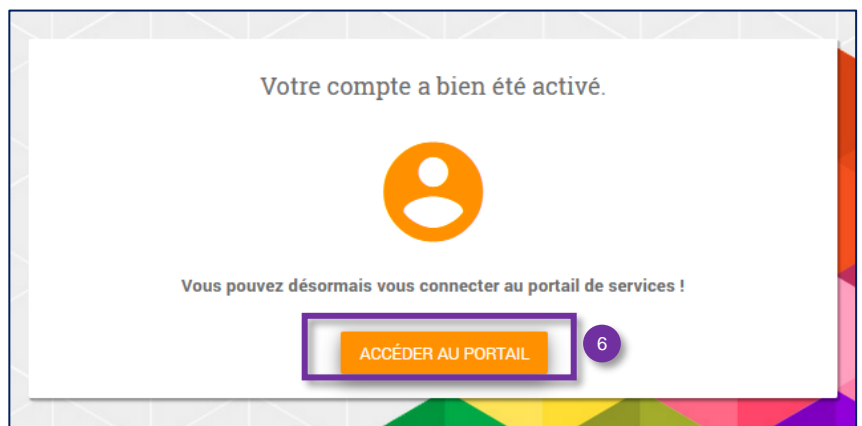 Votre compte a bien été activé.
Vous pouvez désormais vous connecter au portail de services !
ACCÉDER AU PORTAIL
6